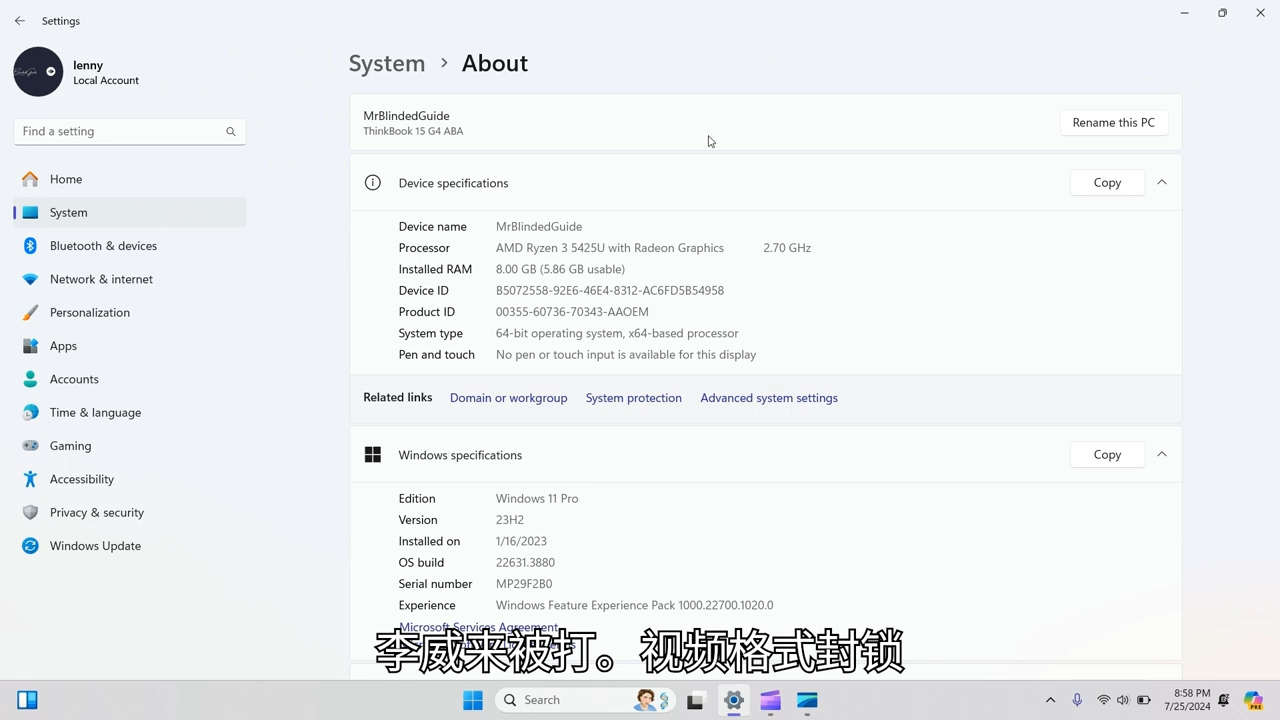 Settings
lenny
Local Account
Find a setting
Home
System
Bluetooth & devices
Network & internet
Personalization
Apps
Accounts
Time & language
Gaming
Accessibility
Privacy & security
Windows Update
System > About
MrBlindedGuide
ThinkBook 15 G4 ABA
Rename this PC
Device specifications
Copy
Device name MrBlindedGuide
Processor AMD Ryzen 3 5425U with Radeon Graphics 2.70 GHz
Installed RAM 8.00 GB (5.86 GB usable)
Device ID B5072558-92E6-46E4-8312-AC6FD5B54958
Product ID 00355-60736-70343-AAOEM
System type 64-bit operating system, x64-based processor
Pen and touch No pen or touch input is available for this display
Related links Domain or workgroup System protection Advanced system settings
Windows specifications
Copy
Edition Windows 11 Pro
Version 23H2
Installed on 1/16/2023
OS build 22631.3880
Serial number MP29F2B0
Experience Windows Feature Experience Pack 1000.22700.1020.0
Microsoft Services Agreement
李威来被打。视频格式封锁
Search
8:58 PM
7/25/2024